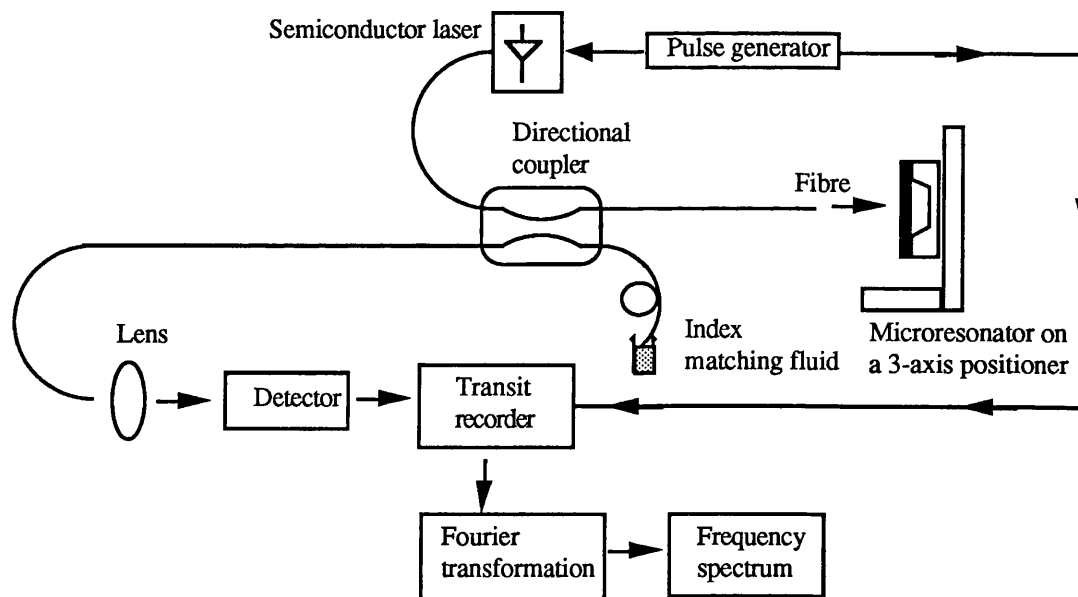 Semiconductor laser
Pulse generator
Directional
coupler
Fibre
Lens
Index
matching fluid
Microresonator on
a 3-axis positioner
Detector
Transit
recorder
Fourier
transformation
Frequency
spectrum